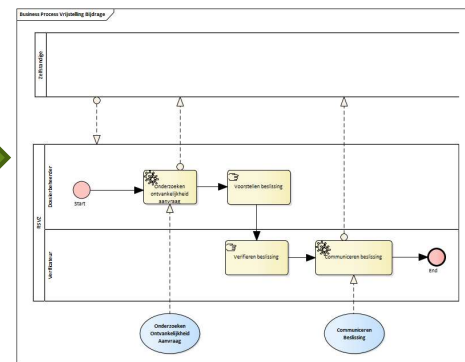 Business Process Vrijstelling Bijdrage
Zelfstandige
RSVZ
Dossierbeheerder
Start
Onderzoeken
ontvankelijkheid
aanvraag
Voorstellen beslissing
Verificateur
Verifieren beslissing
Communiceren beslissing
End
Onderzoeken
Ontvankelijkheid
Aanvraag
Communiceren
Beslissing